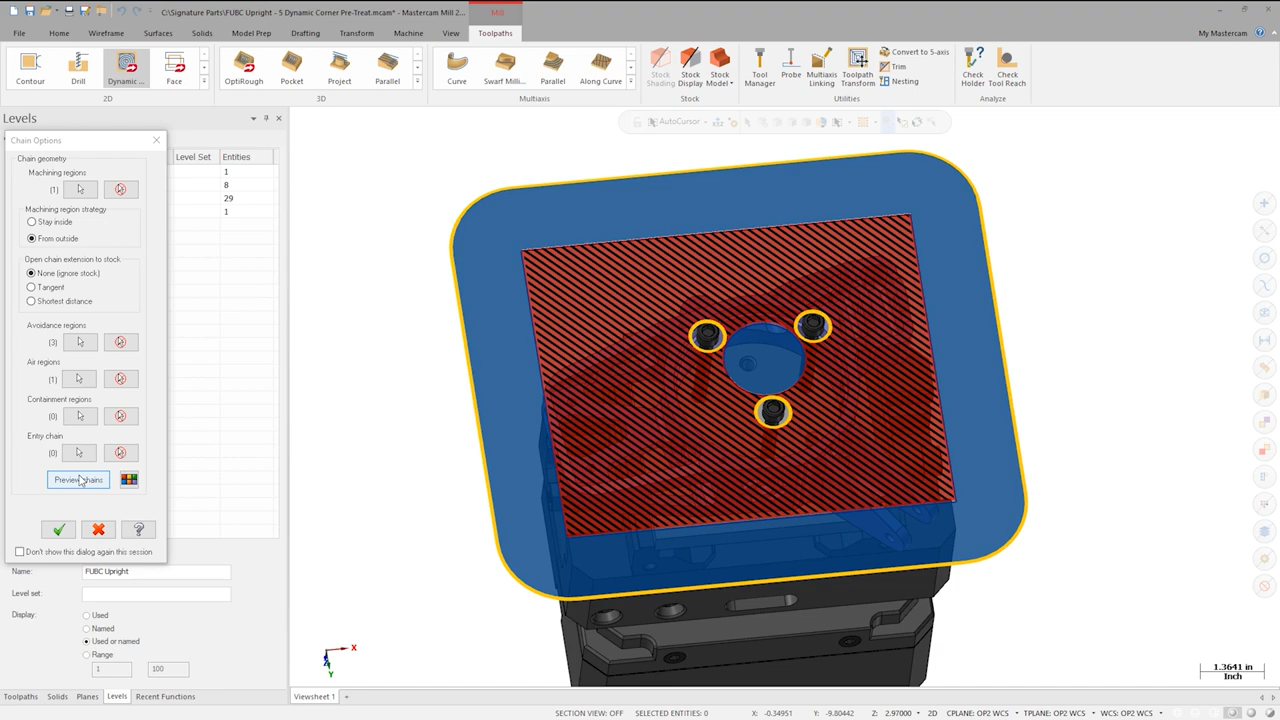 C:\Signature Parts\FUBC Upright - 5 Dynamic Corner Pre-Treat.mcam* - Mastercam Mill 2...
Mill
File Home Wireframe Surfaces Solids Model Prep Drafting Transform Machine View Toolpaths
My Mastercam
Contour Drill Dynamic ... Face
2D
OptiRough Pocket Project Parallel
3D
Curve Swarf Milli... Parallel Along Curve
Multiaxis
Stock Shading
Stock Display
Stock Model
Stock
Tool Manager
Probe
Multiaxis Linking
Toolpath Transform
Convert to 5-axis
Trim
Nesting
Utilities
Check Holder
Check Tool Reach
Analyze
Levels
AutoCursor
Level Set Entities
1
8
29
1
Chain Options
Chain geometry
Machining regions
(1)
Machining region strategy
Stay inside
From outside
Open chain extension to stock
None (ignore stock)
Tangent
Shortest distance
Avoidance regions
(3)
Air regions
(1)
Containment regions
(0)
Entry chain
(0)
Preview chains
Don't show this dialog again this session
Name: FUBC Upright
Level set:
Display: Used
Named
Used or named
Range
1 100
Toolpaths Solids Planes Levels Recent Functions
X
Y
Viewsheet 1
1.3641 in
Inch
SECTION VIEW: OFF SELECTED ENTITIES: 0 X: -0.34951 Y: -9.80442 Z: 2.97000 2D CPLANE: OP2 WCS TPLANE: OP2 WCS WCS: OP2 WCS